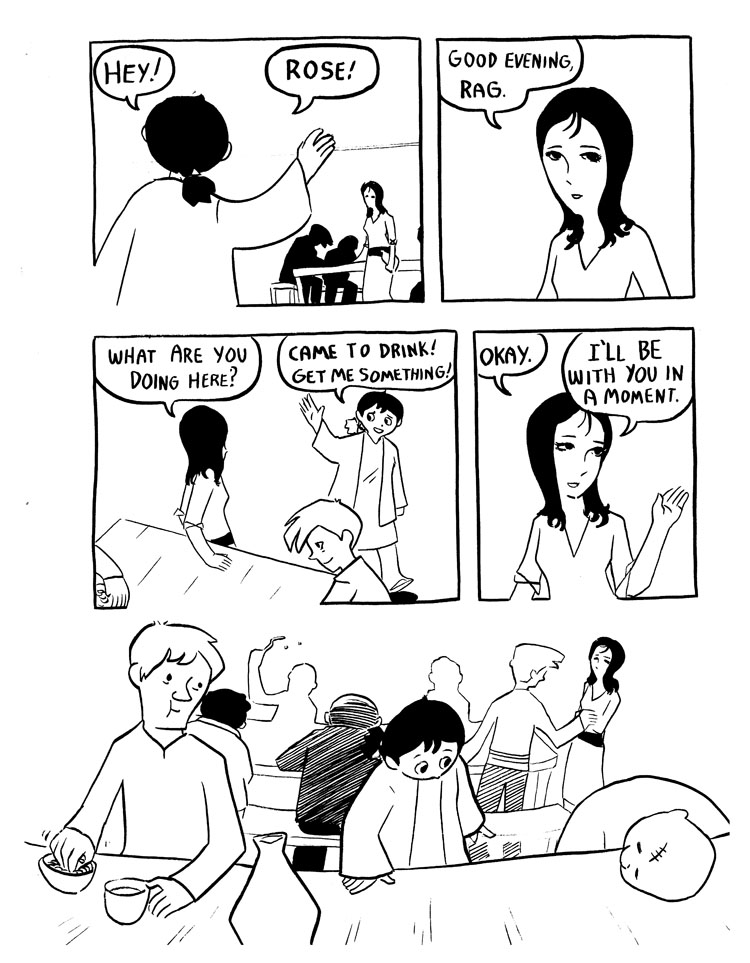 HEY!
ROSE!
GOOD EVENING,
RAG.
WHAT ARE YOU
DOING HERE?
CAME TO DRINK!
GET ME SOMETHING!
OKAY.
I'LL BE
WITH YOU IN
A MOMENT.